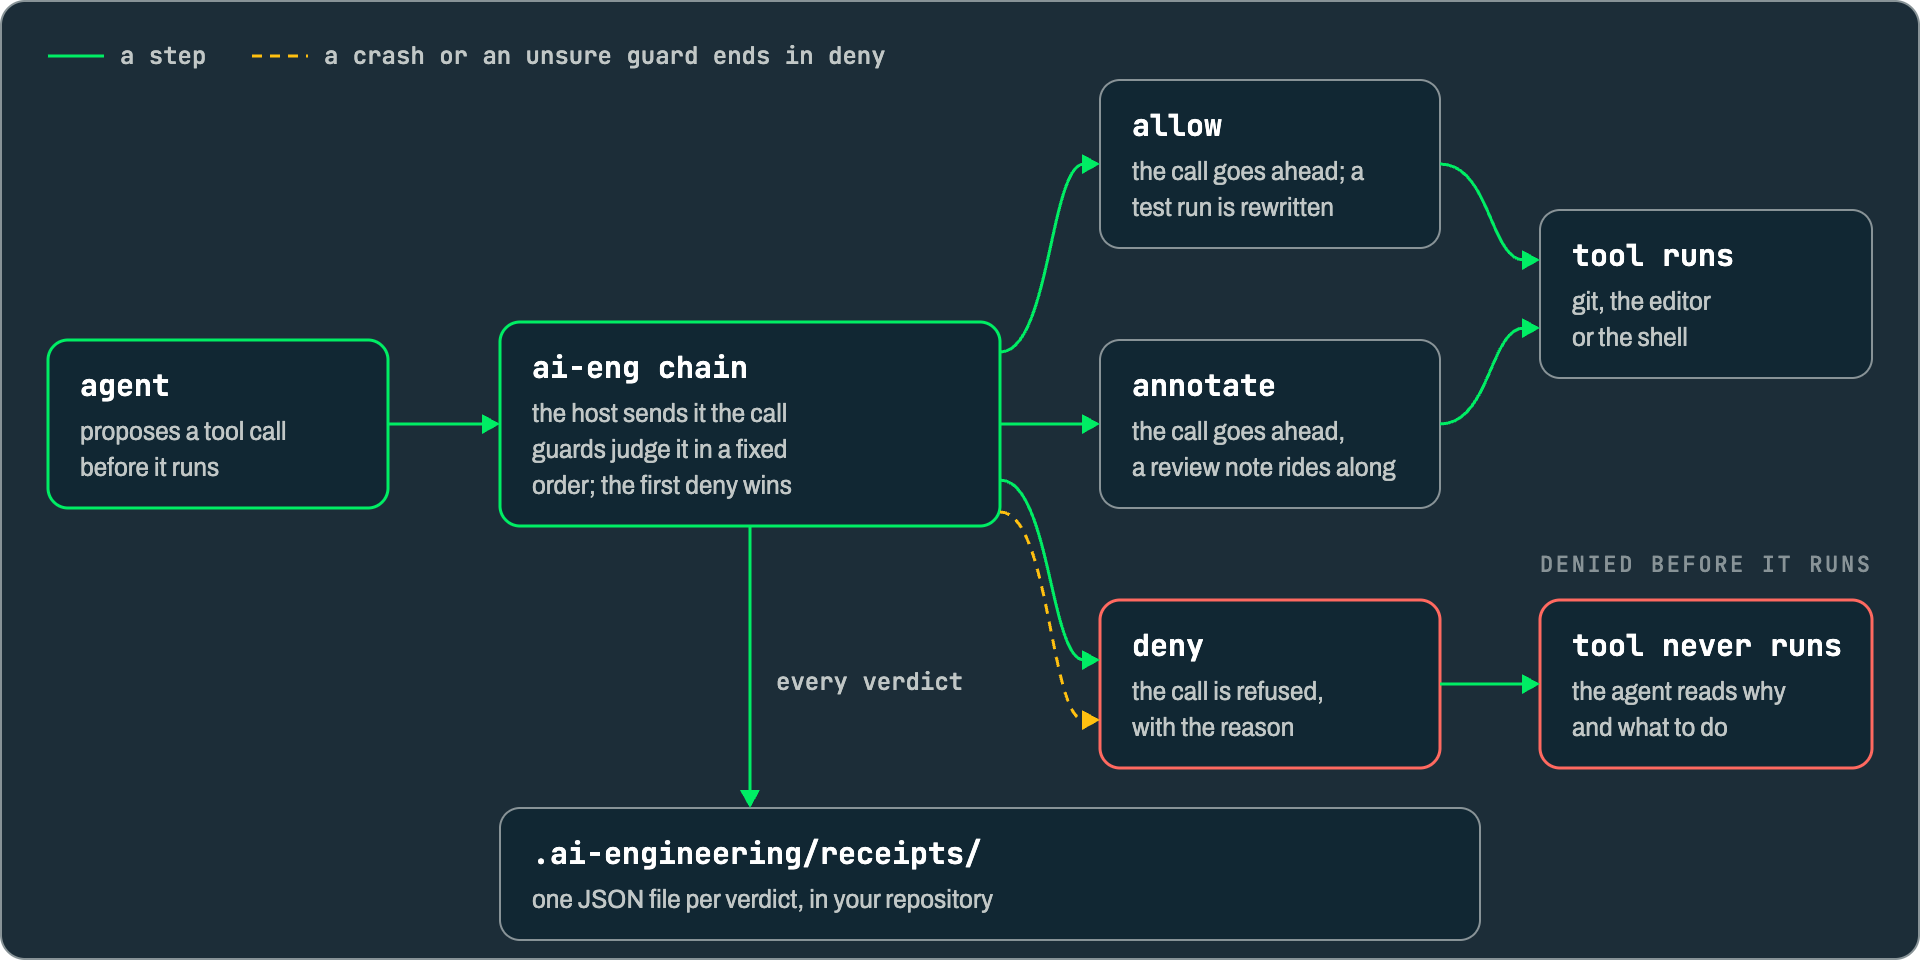 a step
a crash or an unsure guard ends in deny
allow
the call goes ahead; a
test run is rewritten
tool runs
git, the editor
or the shell
agent
proposes a tool call
before it runs
ai-eng chain
the host sends it the call
guards judge it in a fixed
order; the first deny wins
annotate
the call goes ahead,
a review note rides along
DENIED BEFORE IT RUNS
deny
the call is refused,
with the reason
tool never runs
the agent reads why
and what to do
every verdict
.ai-engineering/receipts/
one JSON file per verdict, in your repository